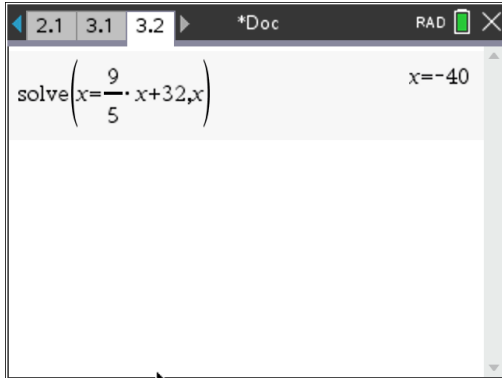 2.1 3.1 3.2 *Doc RAD
solve(x=9/5·x+32,x) x=-40